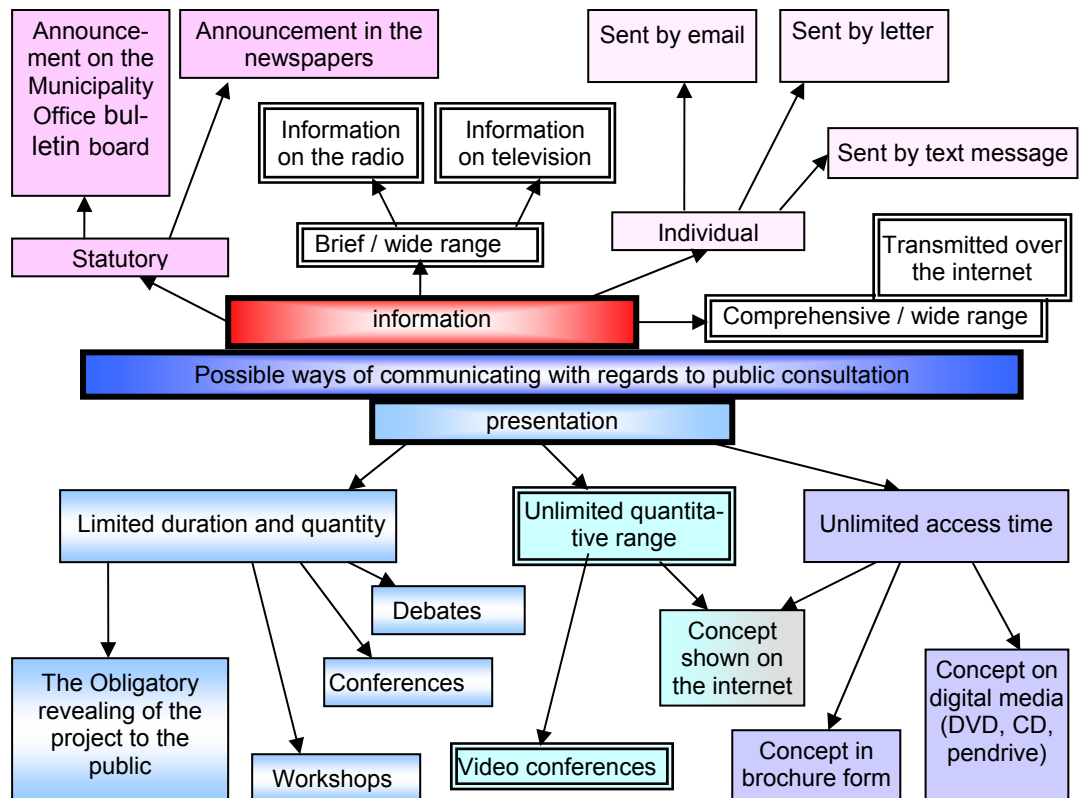 Announce-
ment on the
Municipality
Office bul-
letin board
Announcement in the
newspapers
Sent by email
Sent by letter
Information
on the radio
Information
on television
Sent by text message
Statutory
Brief / wide range
Individual
Transmitted over
the internet
information
Comprehensive / wide range
Possible ways of communicating with regards to public consultation
presentation
Limited duration and quantity
Unlimited quantita-
tive range
Unlimited access time
Debates
Conferences
Concept
shown on
the internet
The Obligatory
revealing of the
project to the
public
Workshops
Video conferences
Concept in
brochure form
Concept on
digital media
(DVD, CD,
pendrive)